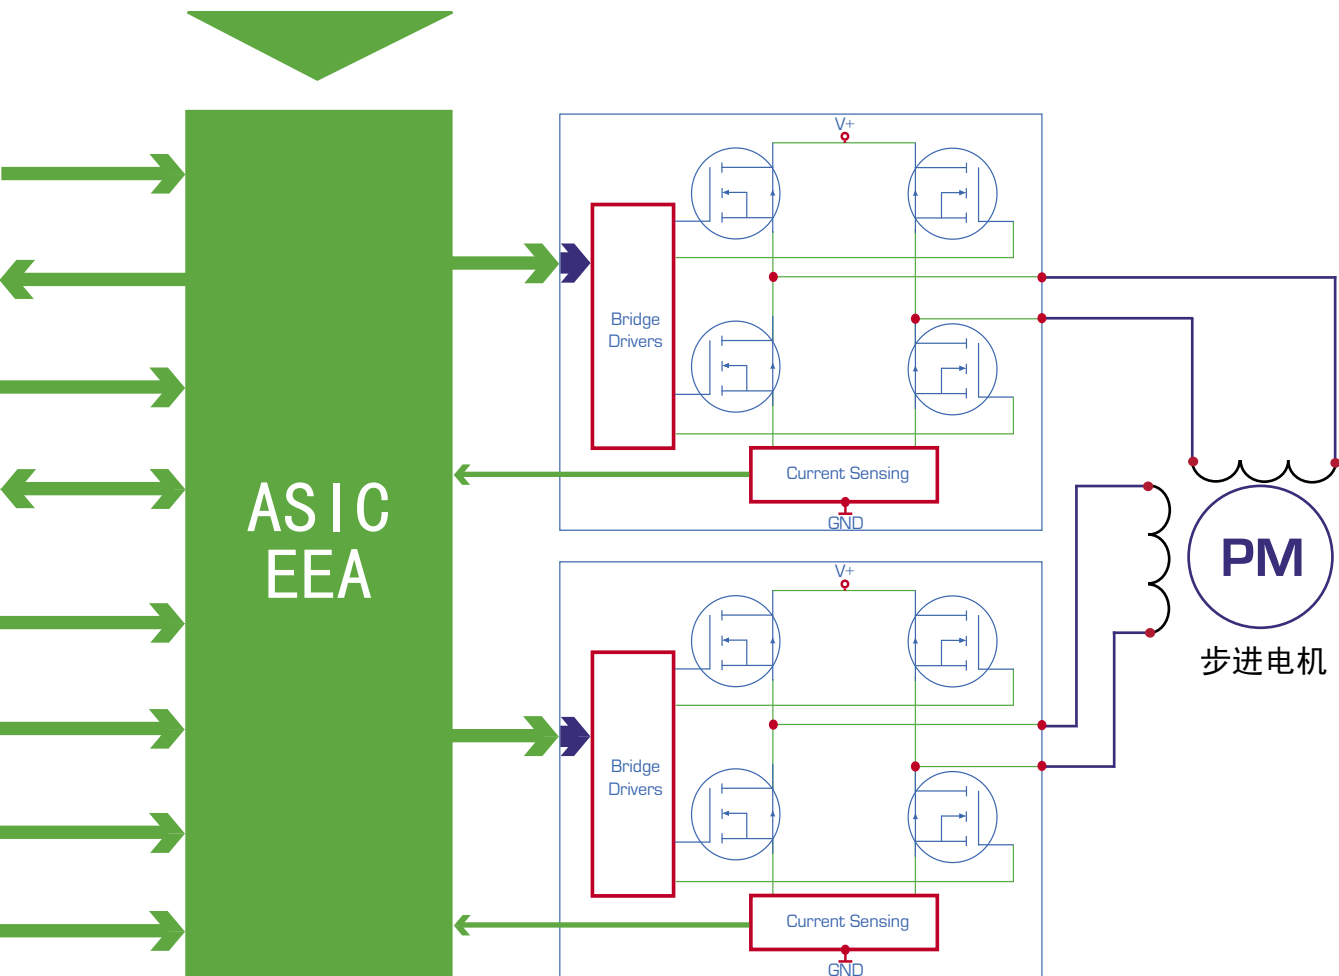 V+
Bridge
Drivers
Current Sensing
GND
ASIC
EEA
PM
步进电机
V+
Bridge
Drivers
Current Sensing
GND